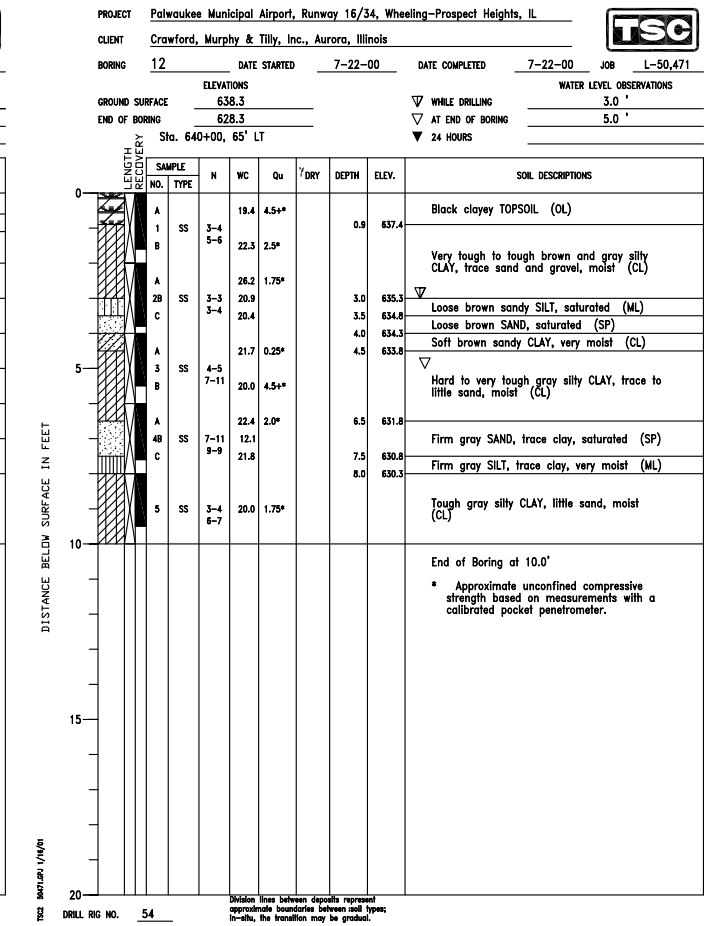 PROJECT Palwaukee Municipal Airport, Runway 16/34, Wheeling-Prospect Heights, IL
TSC
CLIENT Crawford, Murphy & Tilly, Inc., Aurora, Illinois
BORING 12 DATE STARTED 7-22-00 DATE COMPLETED 7-22-00 JOB L-50,471
ELEVATIONS WATER LEVEL OBSERVATIONS
GROUND SURFACE 638.3 WHILE DRILLING 3.0 '
END OF BORING 628.3 AT END OF BORING 5.0 '
Sta. 640+00, 65' LT 24 HOURS
LENGTH
RECOVERY
SAMPLE N WC Qu γDRY DEPTH ELEV. SOIL DESCRIPTIONS
NO. TYPE
0
A 19.4 4.5+* Black clayey TOPSOIL (OL)
1 SS 3-4 0.9 637.4
5-6
B 22.3 2.5*
Very tough to tough brown and gray silty
CLAY, trace sand and gravel, moist (CL)
A 26.2 1.75*
2B SS 3-3 20.9 3.0 635.3
3-4
Loose brown sandy SILT, saturated (ML)
C 20.4 3.5 634.8
Loose brown SAND, saturated (SP)
4.0 634.3
Soft brown sandy CLAY, very moist (CL)
A 21.7 0.25* 4.5 633.8
5
3 SS 4-5
7-11
B 20.0 4.5+*
Hard to very tough gray silty CLAY, trace to
little sand, moist (CL)
A 22.4 2.0* 6.5 631.8
4B SS 7-11 12.1 Firm gray SAND, trace clay, saturated (SP)
9-9
C 21.8 7.5 630.8
Firm gray SILT, trace clay, very moist (ML)
8.0 630.3
5 SS 3-4 20.0 1.75*
6-7
Tough gray silty CLAY, little sand, moist
(CL)
10
End of Boring at 10.0'
* Approximate unconfined compressive
strength based on measurements with a
calibrated pocket penetrometer.
15
20
DISTANCE BELOW SURFACE IN FEET
TSC2 50471.GPJ 1/16/01
DRILL RIG NO. 54
Division lines between deposits represent
approximate boundaries between soil types;
in-situ, the transition may be gradual.